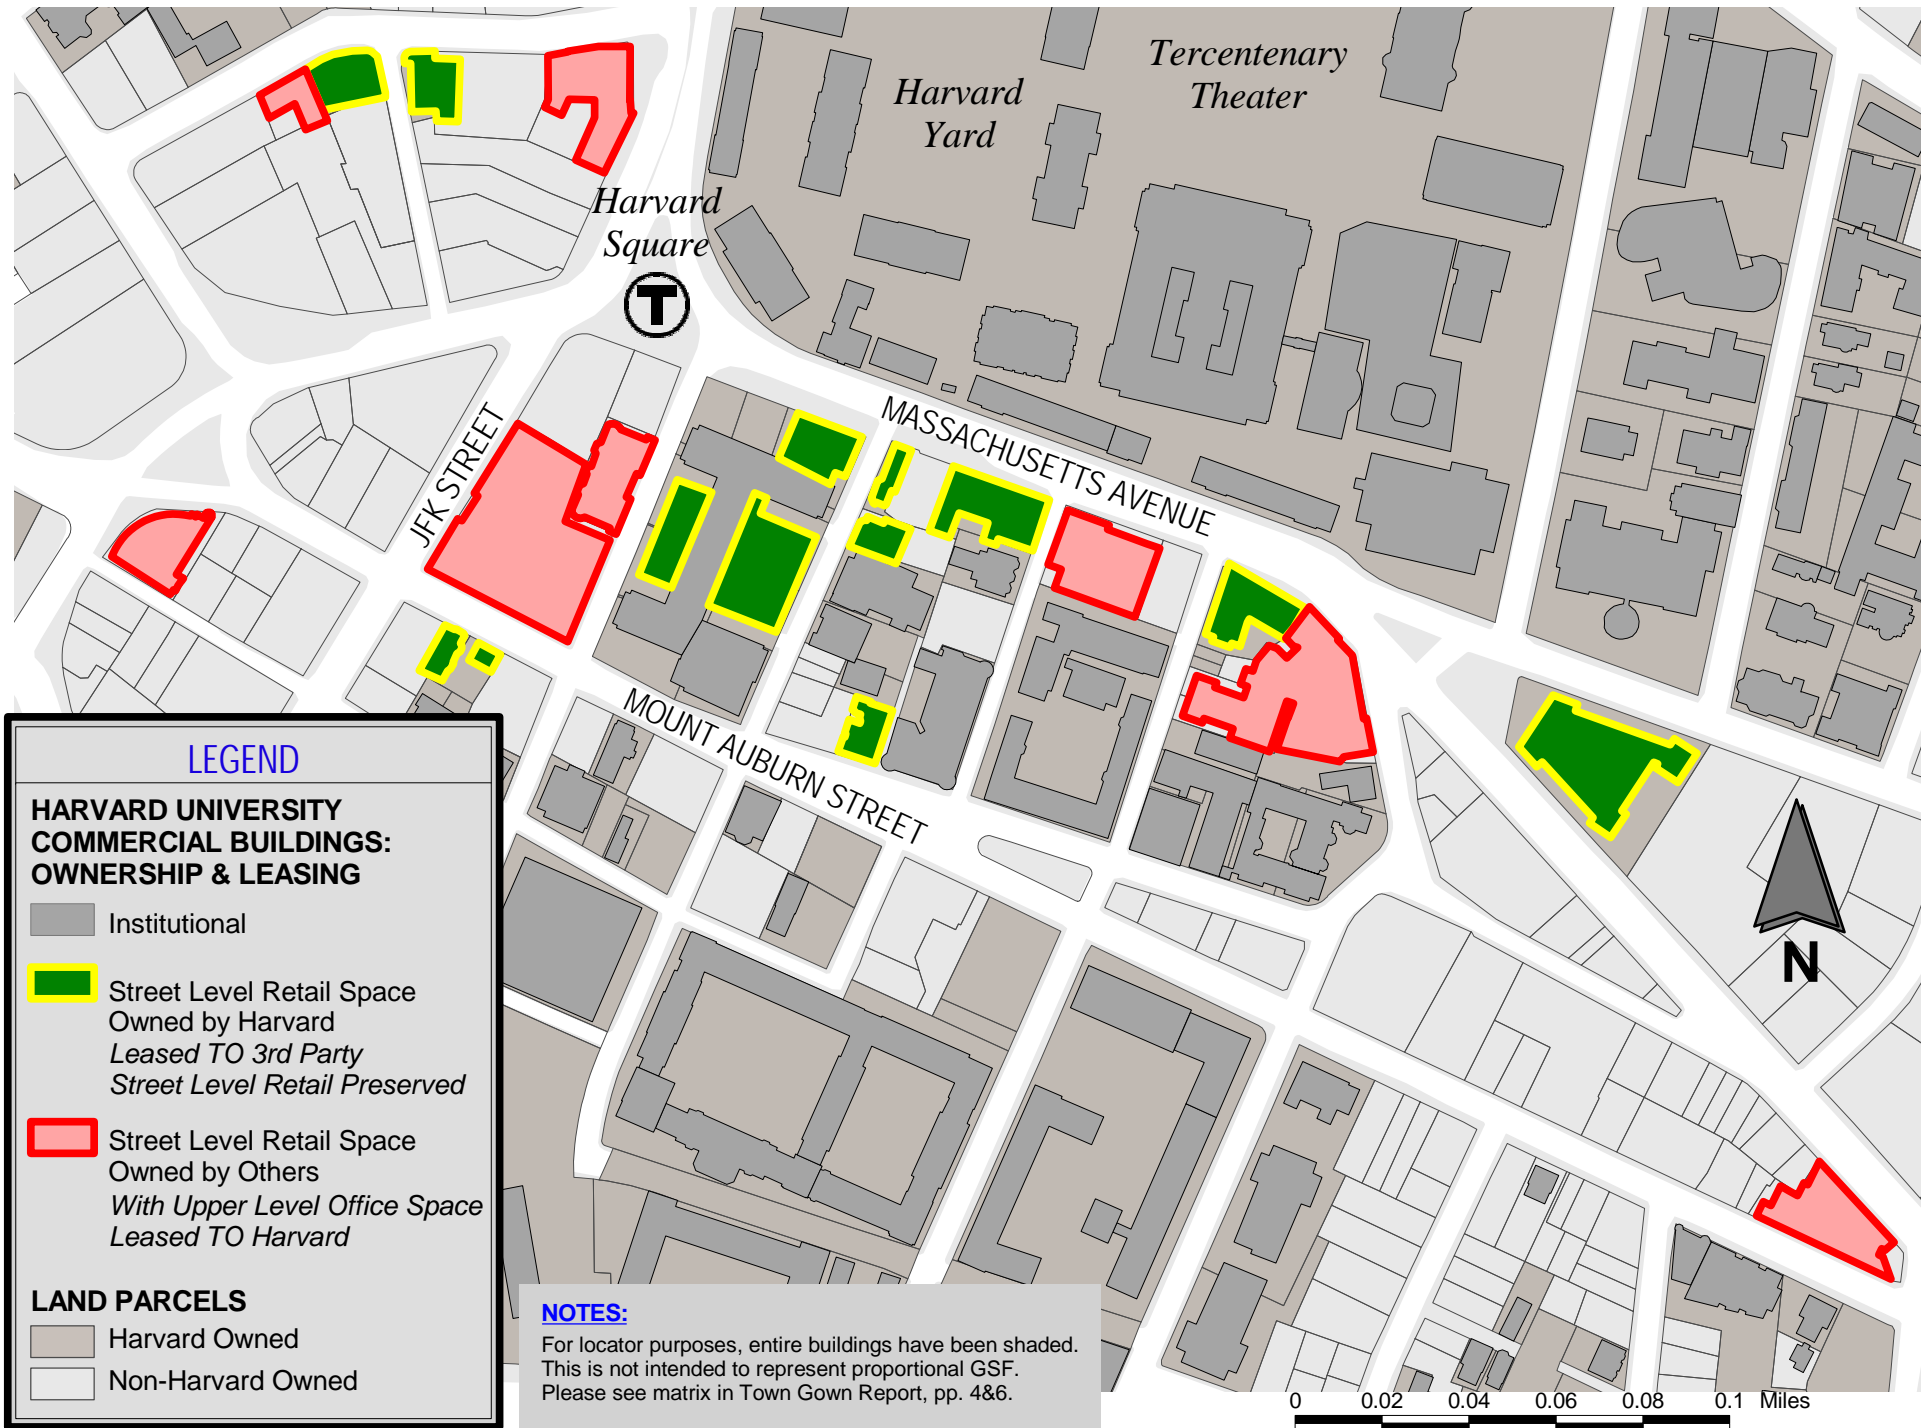 Tercentenary
Theater
Harvard
Yard
Harvard
Square
T
JFK STREET
MASSACHUSETTS AVENUE
MOUNT AUBURN STREET
LEGEND
HARVARD UNIVERSITY
COMMERCIAL BUILDINGS:
OWNERSHIP & LEASING
Institutional
Street Level Retail Space
Owned by Harvard
Leased TO 3rd Party
Street Level Retail Preserved
Street Level Retail Space
Owned by Others
With Upper Level Office Space
Leased TO Harvard
LAND PARCELS
Harvard Owned
Non-Harvard Owned
NOTES:
For locator purposes, entire buildings have been shaded.
This is not intended to represent proportional GSF.
Please see matrix in Town Gown Report, pp. 4&6.
N
0 0.02 0.04 0.06 0.08 0.1 Miles